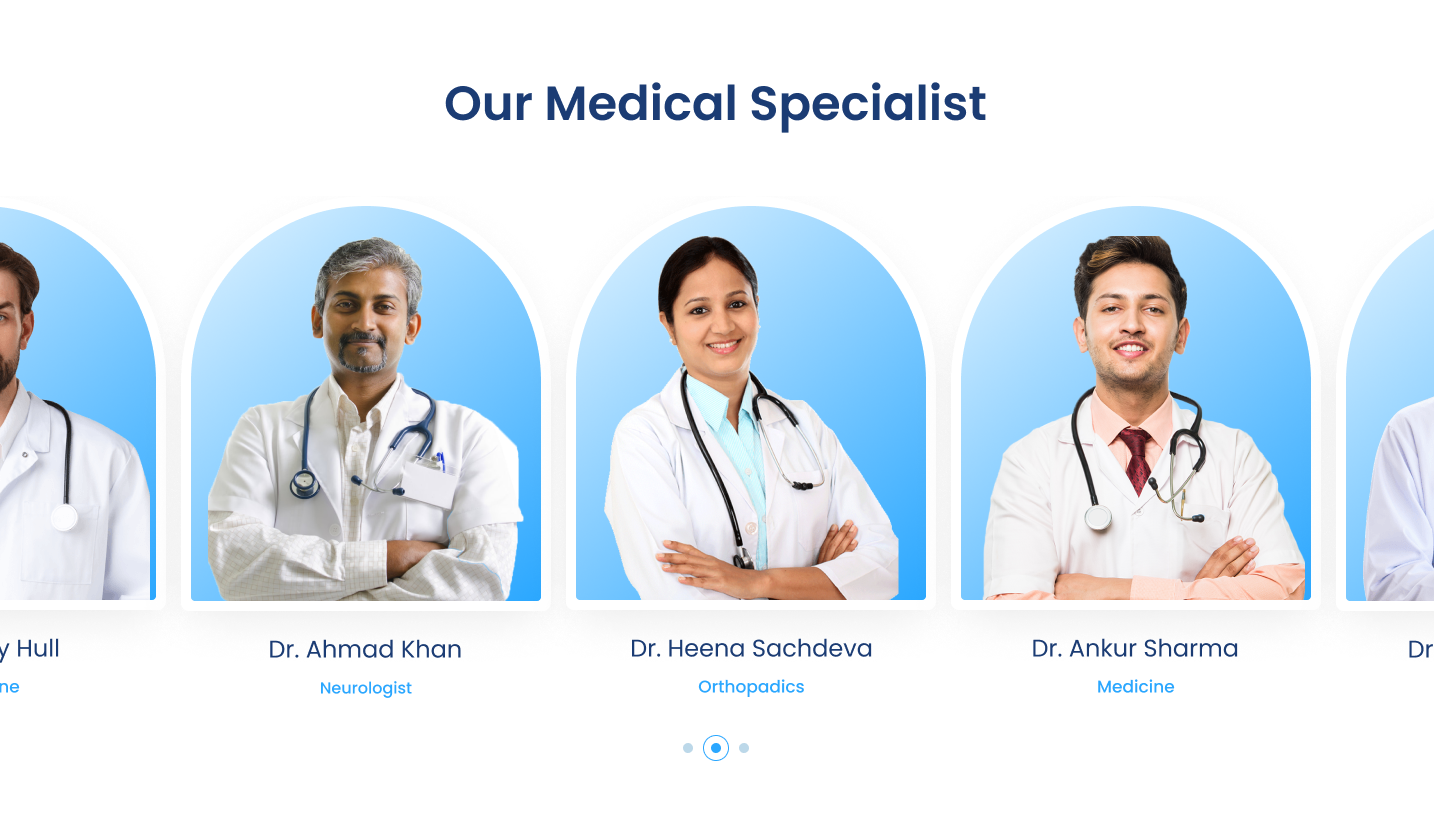 Our Medical Specialist
y Hull
Dr. Ahmad Khan
Dr. Heena Sachdeva
Dr. Ankur Sharma
Dr.
ne
Neurologist
Orthopadics
Medicine